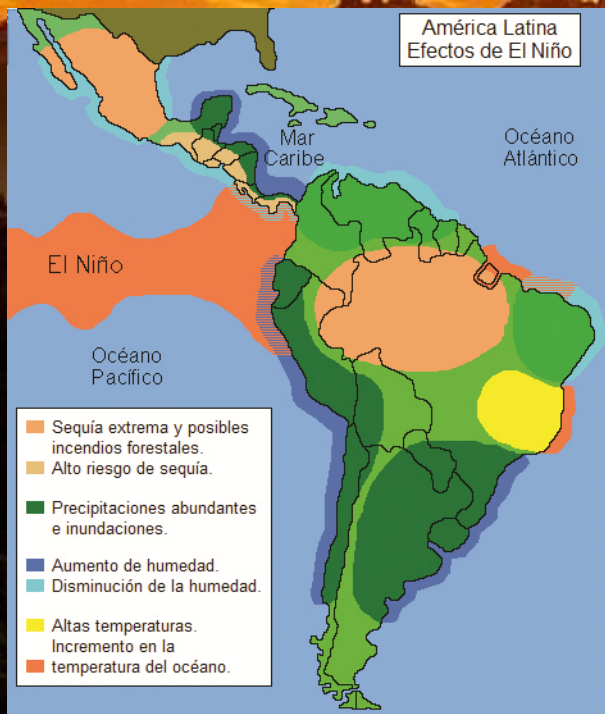 América Latina
Efectos de El Niño
Mar
Caribe
Océano
Atlántico
El Niño
Océano
Pacífico
Sequía extrema y posibles
incendios forestales.
Alto riesgo de sequía.
Precipitaciones abundantes
e inundaciones.
Aumento de humedad.
Disminución de la humedad.
Altas temperaturas.
Incremento en la
temperatura del océano.